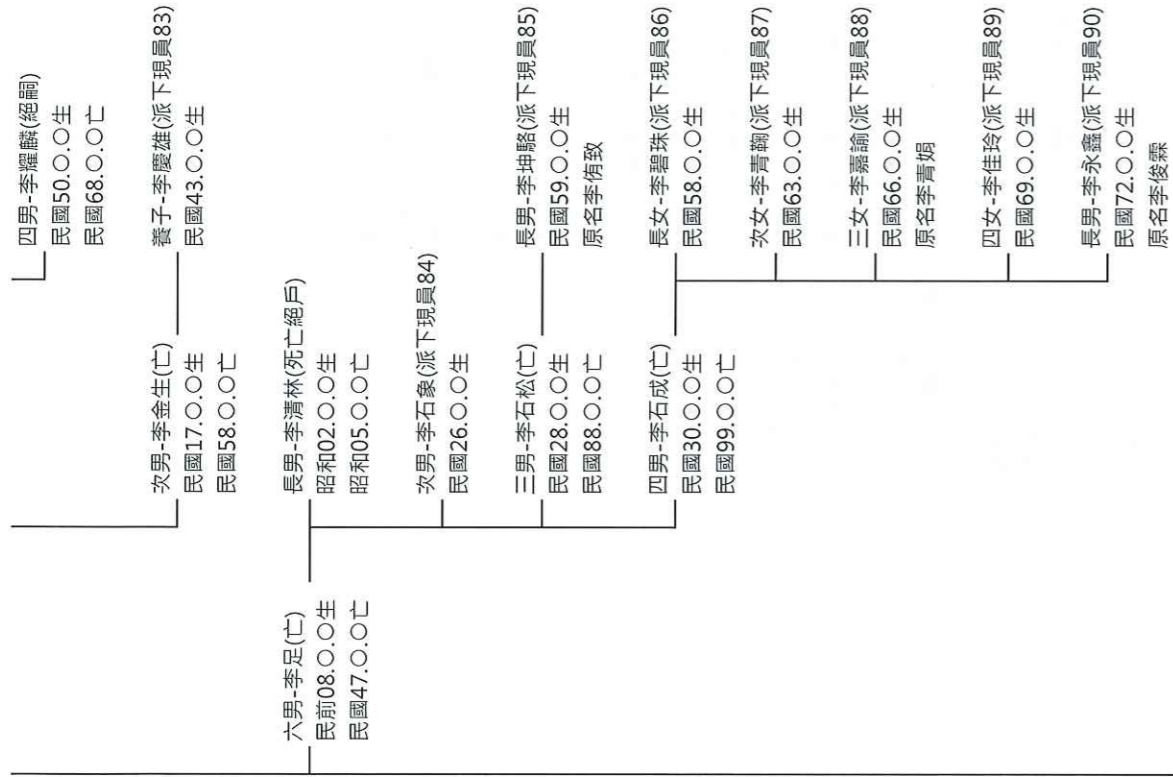 四男-李耀麟(絕嗣)
民國50.○.○生
民國68.○.○亡
次男-李金生(亡)
民國17.○.○生
民國58.○.○亡
養子-李慶雄(派下現員83)
民國43.○.○生
六男-李足(亡)
民前08.○.○生
民國47.○.○亡
長男-李清林(死亡絕戶)
昭和02.○.○生
昭和05.○.○亡
次男-李石象(派下現員84)
民國26.○.○生
三男-李石松(亡)
民國28.○.○生
民國88.○.○亡
長男-李坤駱(派下現員85)
民國59.○.○生
原名李侑致
四男-李石成(亡)
民國30.○.○生
民國99.○.○亡
長女-李碧珠(派下現員86)
民國58.○.○生
次女-李青鞠(派下現員87)
民國63.○.○生
三女-李嘉諭(派下現員88)
民國66.○.○生
原名李青娟
四女-李佳玲(派下現員89)
民國69.○.○生
長男-李永鑫(派下現員90)
民國72.○.○生
原名李俊霖